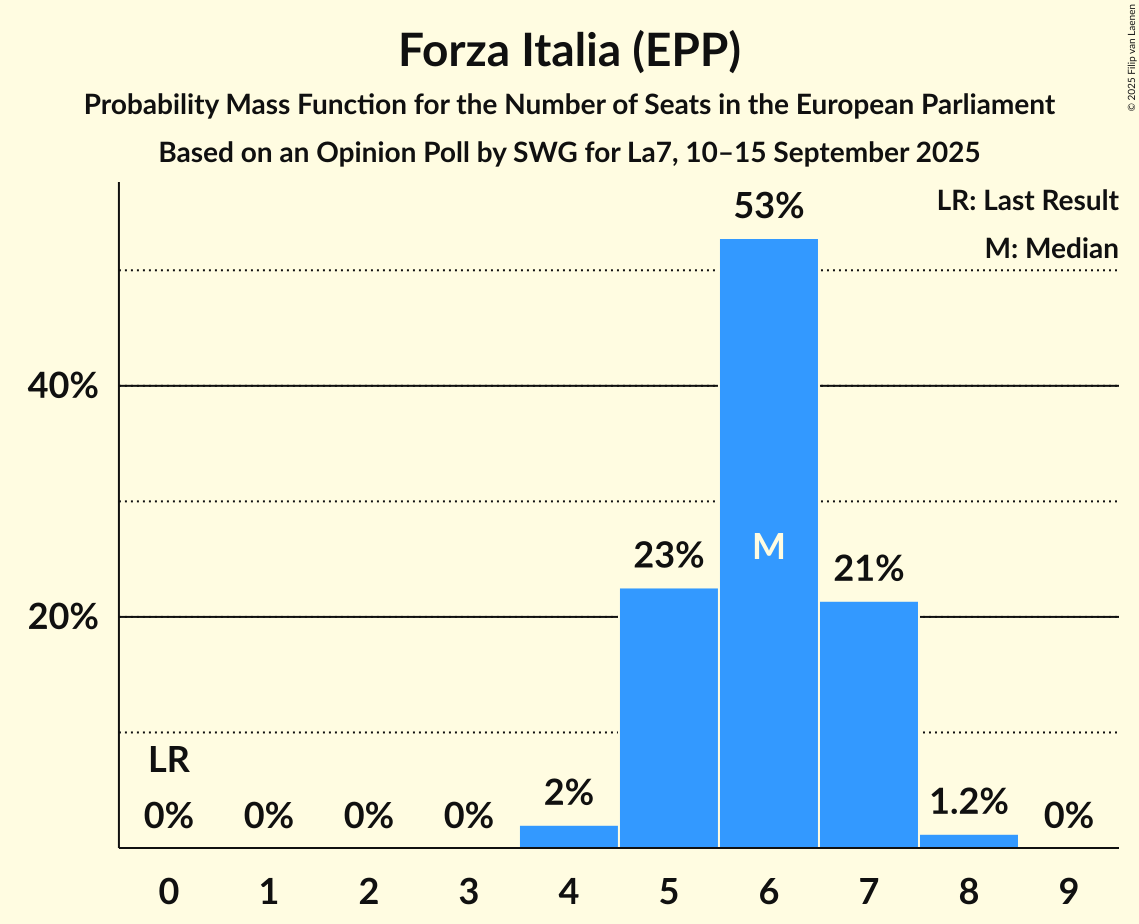 Forza Italia (EPP)
Probability Mass Function for the Number of Seats in the European Parliament
Based on an Opinion Poll by SWG for La7, 10–15 September 2025
© 2025 Filip van Laenen
LR: Last Result
M: Median
53%
40%
M
23%
21%
20%
LR
0%
0%
0%
0%
2%
1.2%
0%
0
1
2
3
4
5
6
7
8
9